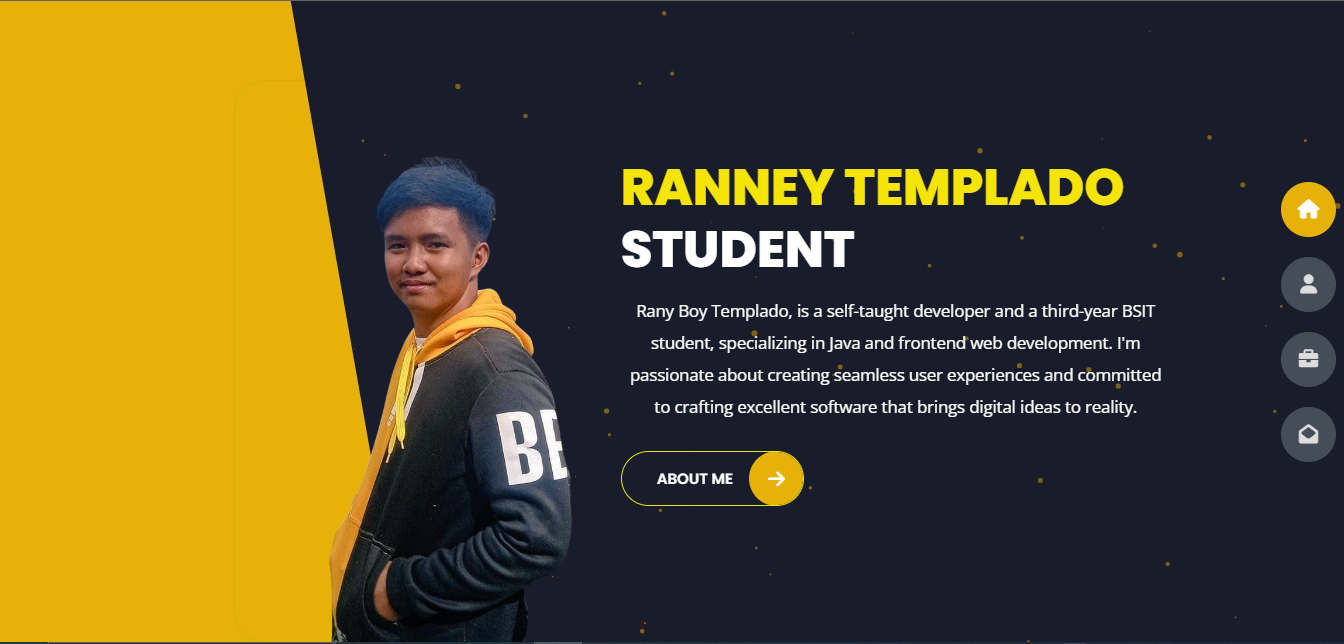 RANNEY TEMPLADO
STUDENT
Rany Boy Templado, is a self-taught developer and a third-year BSIT
student, specializing in Java and frontend web development. I'm
passionate about creating seamless user experiences and committed
to crafting excellent software that brings digital ideas to reality.
BE
ABOUT ME